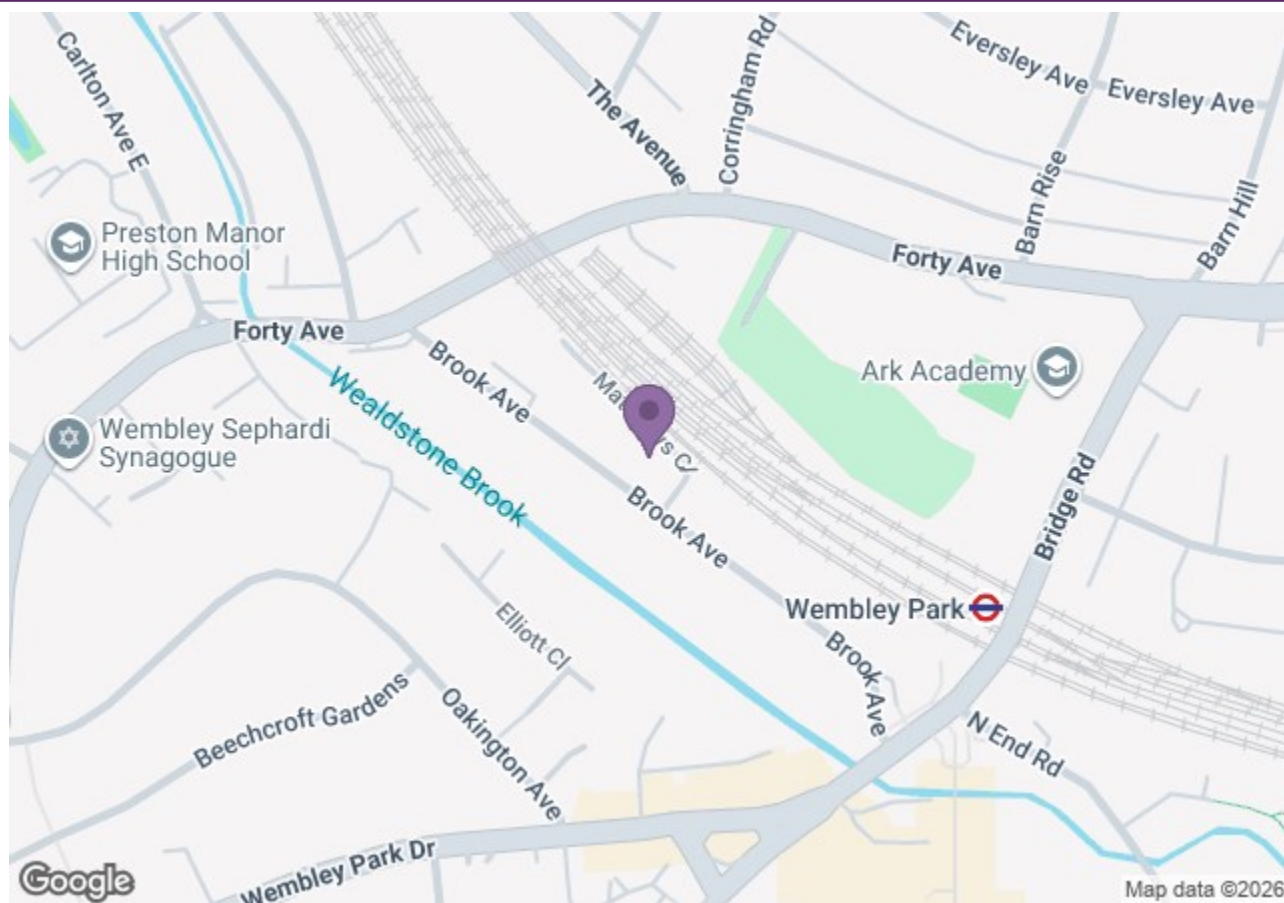 Carlton Ave E
The Avenue
Corringham Rd
Eversley Ave
Eversley Ave
Barn Rise
Barn Hill
Preston Manor
High School
Forty Ave
Forty Ave
Brook Ave
Ark Academy
Wealdstone Brook
Wembley Sephardi
Synagogue
Brook Ave
Bridge Rd
Elliott Cl
Wembley Park
Brook Ave
Beechcroft Gardens
Oakington Ave
N End Rd
Wembley Park Dr
Google
Map data ©2026